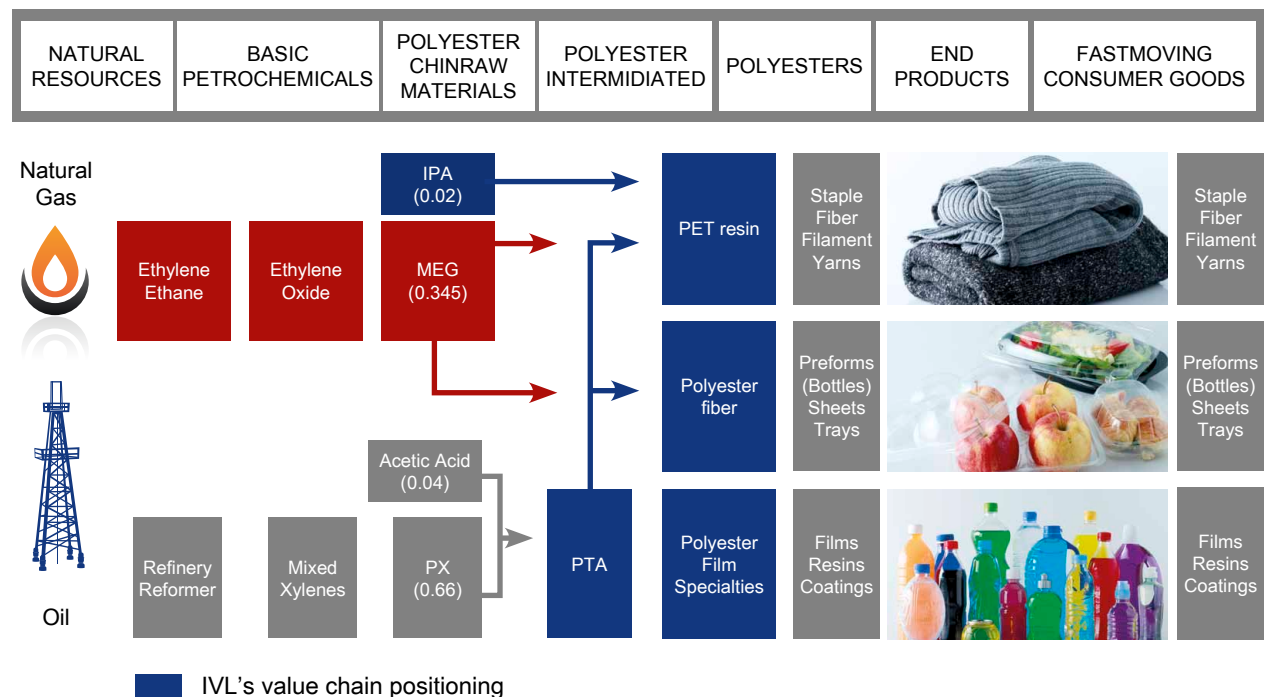 NATURAL
RESOURCES
BASIC
PETROCHEMICALS
POLYESTER
CHINRAW
MATERIALS
POLYESTER
INTERMIDIATED
POLYESTERS
END
PRODUCTS
FASTMOVING
CONSUMER GOODS
Natural
Gas
Ethylene
Ethane
Ethylene
Oxide
IPA
(0.02)
MEG
(0.345)
PET resin
Staple
Fiber
Filament
Yarns
Staple
Fiber
Filament
Yarns
Polyester
fiber
Preforms
(Bottles)
Sheets
Trays
Preforms
(Bottles)
Sheets
Trays
Acetic Acid
(0.04)
Oil
Refinery
Reformer
Mixed
Xylenes
PX
(0.66)
PTA
Polyester
Film
Specialties
Films
Resins
Coatings
Films
Resins
Coatings
IVL's value chain positioning